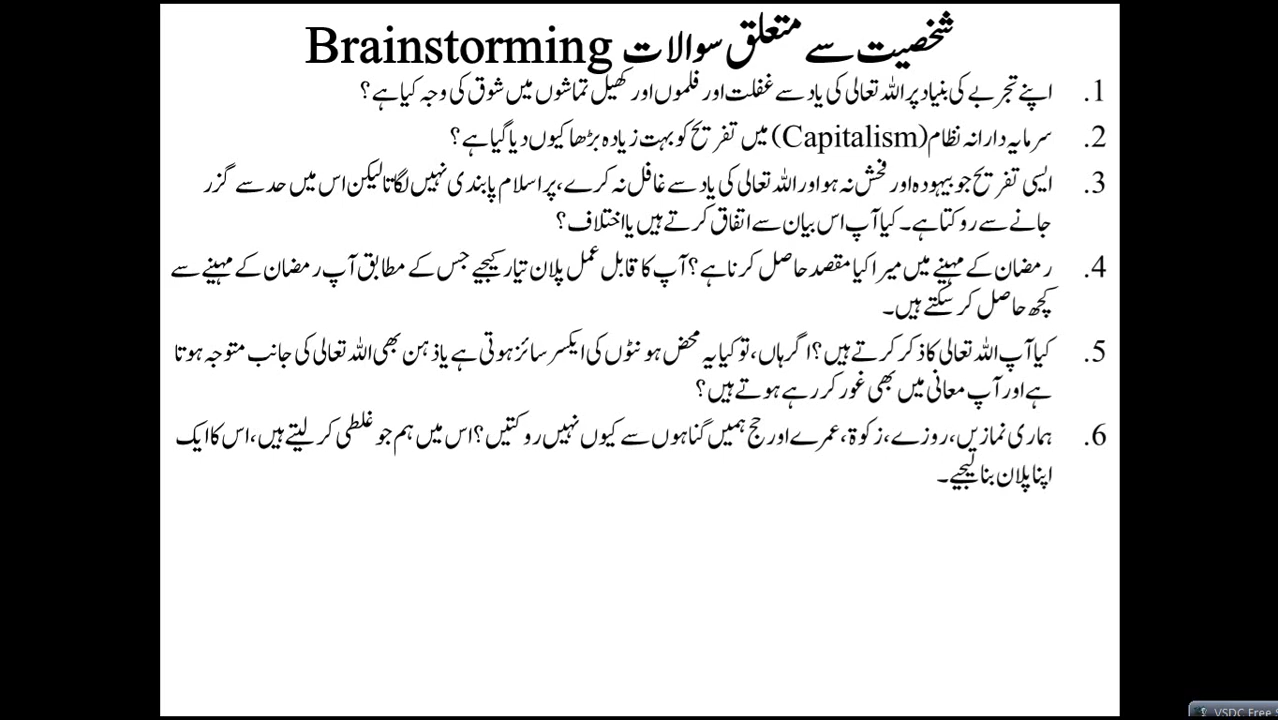 شخصیت سے متعلق سوالات Brainstorming
1. اپنے تجربے کی بنیاد پر اللہ تعالی کی یاد سے غفلت اور فلموں اور کھیل تماشوں میں شوق کی وجہ کیا ہے؟
2. سرمایہ دارانہ نظام (Capitalism) میں تفریح کو بہت زیادہ بڑھا کیوں دیا گیا ہے؟
3. ایسی تفریح جو بیہودہ اور فحش نہ ہو اور اللہ تعالی کی یاد سے غافل نہ کرے، پر اسلام پابندی نہیں لگاتا لیکن اس میں حد سے گزر
جانے سے روکتا ہے۔ کیا آپ اس بیان سے اتفاق کرتے ہیں یا اختلاف؟
4. رمضان کے مہینے میں میرا کیا مقصد حاصل کرنا ہے؟ آپ کا قابل عمل پلان تیار کیجیے جس کے مطابق آپ رمضان کے مہینے سے
کچھ حاصل کر سکتے ہیں۔
5. کیا آپ اللہ تعالی کا ذکر کرتے ہیں؟ اگر ہاں، تو کیا یہ محض ہونٹوں کی ایکسرسائز ہوتی ہے یا ذہن بھی اللہ تعالی کی جانب متوجہ ہوتا
ہے اور آپ معانی میں بھی غور کر رہے ہوتے ہیں؟
6. ہماری نمازیں، روزے، زکوۃ، عمرے اور حج ہمیں گناہوں سے کیوں نہیں روکتیں؟ اس میں ہم جو غلطی کر لیتے ہیں، اس کا ایک
اپنا پلان بنا لیجیے۔
VSDC Free